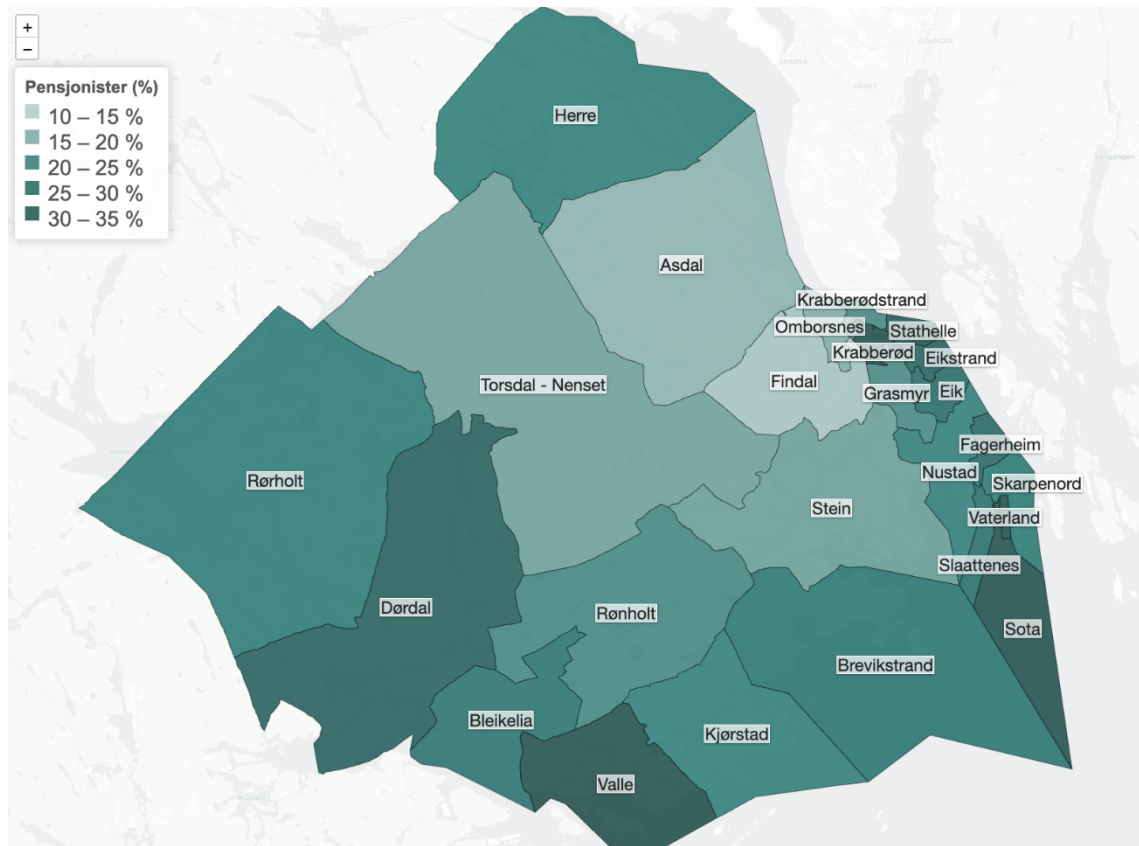 +
−
Pensjonister (%)
10 – 15 %
15 – 20 %
20 – 25 %
25 – 30 %
30 – 35 %
Herre
Asdal
Krabberødstrand
Omborsnes
Stathelle
Krabberød
Eikstrand
Findal
Torsdal - Nenset
Grasmyr
Eik
Fagerheim
Nustad
Rørholt
Skarpenord
Stein
Vaterland
Slaattenes
Dørdal
Rønholt
Sota
Brevikstrand
Bleikelia
Kjørstad
Valle